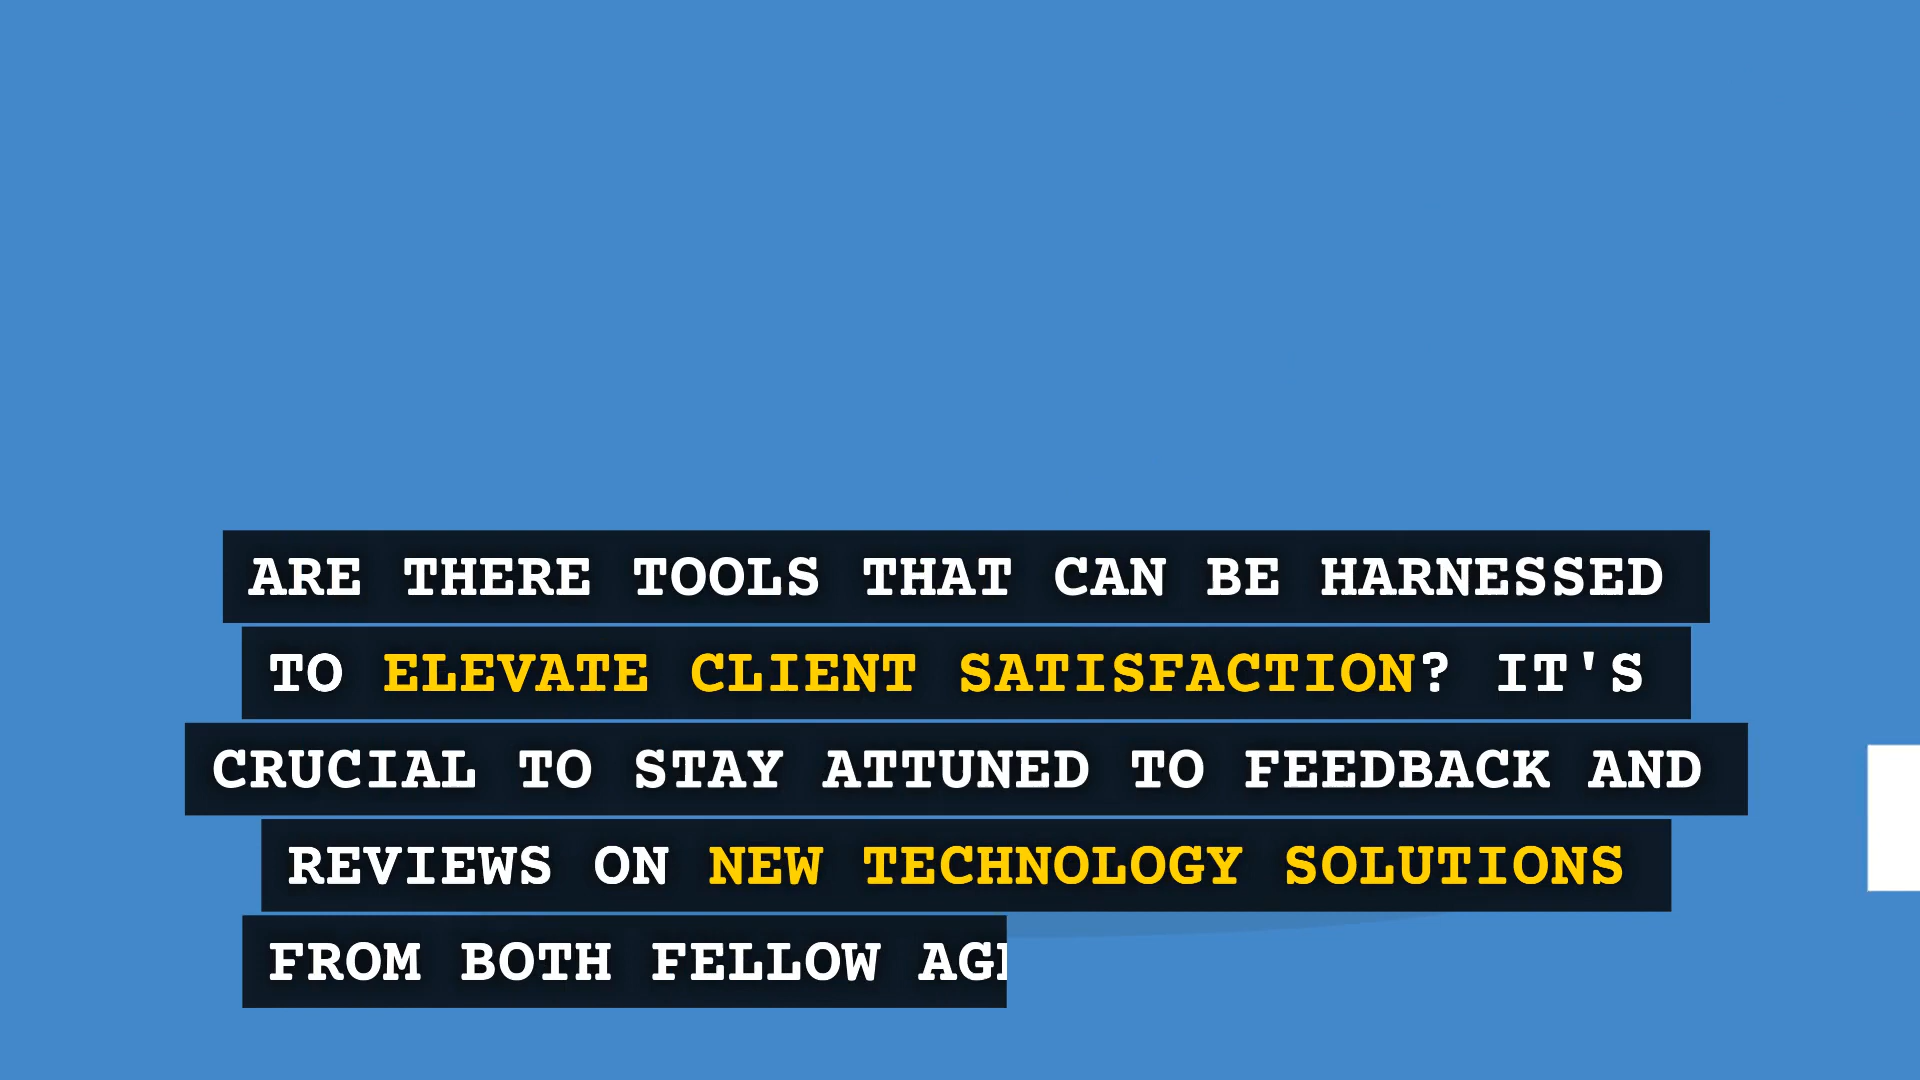 ARE THERE TOOLS THAT CAN BE HARNESSED
TO ELEVATE CLIENT SATISFACTION? IT'S
CRUCIAL TO STAY ATTUNED TO FEEDBACK AND
REVIEWS ON NEW TECHNOLOGY SOLUTIONS
FROM BOTH FELLOW